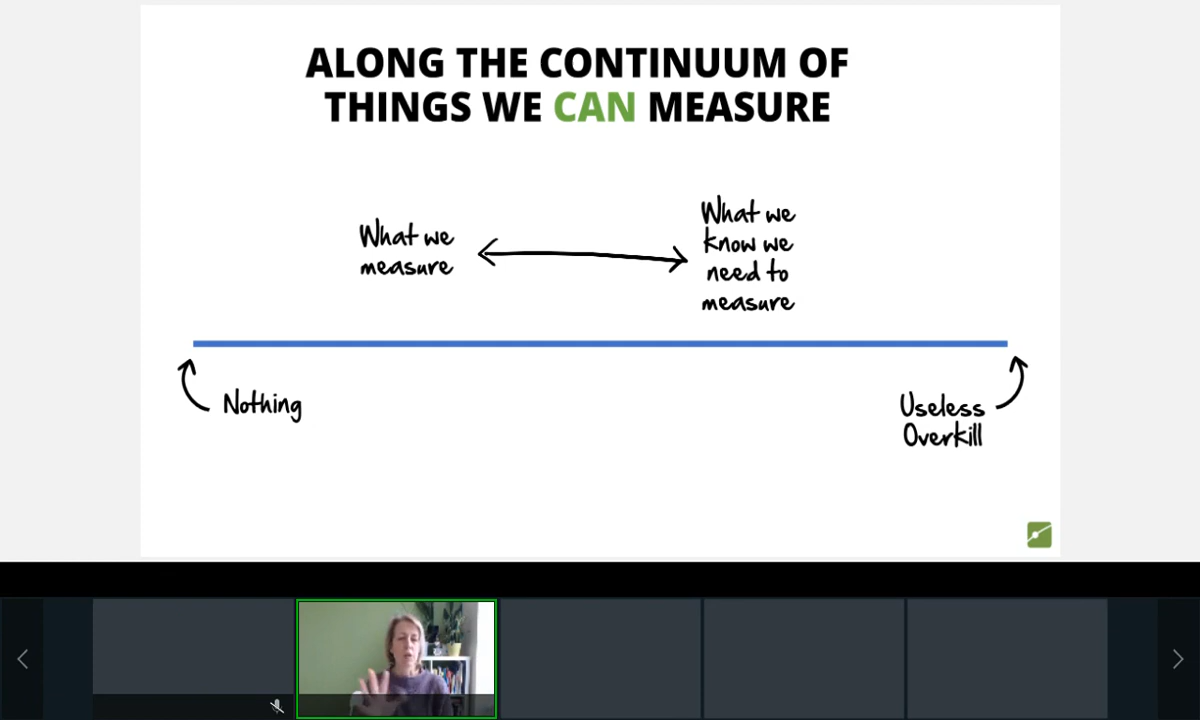 ALONG THE CONTINUUM OF
THINGS WE CAN MEASURE
What we
measure
What we
know we
need to
measure
Nothing
Useless
Overkill